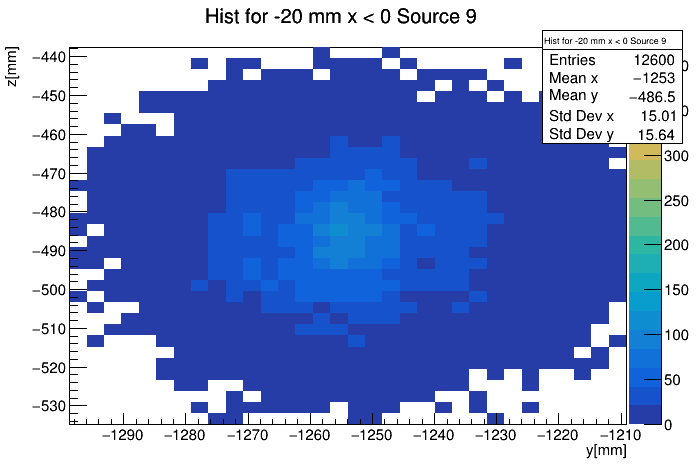 Hist for -20 mm x < 0 Source 9
z[mm]
−440
−450
−460
−470
−480
−490
−500
−510
−520
−530
Hist for -20 mm x < 0 Source 9
Entries 12600
Mean x −1253
Mean y −486.5
Std Dev x 15.01
Std Dev y 15.64
300
250
200
150
100
50
0
−1290 −1280 −1270 −1260 −1250 −1240 −1230 −1220 −1210
y[mm]